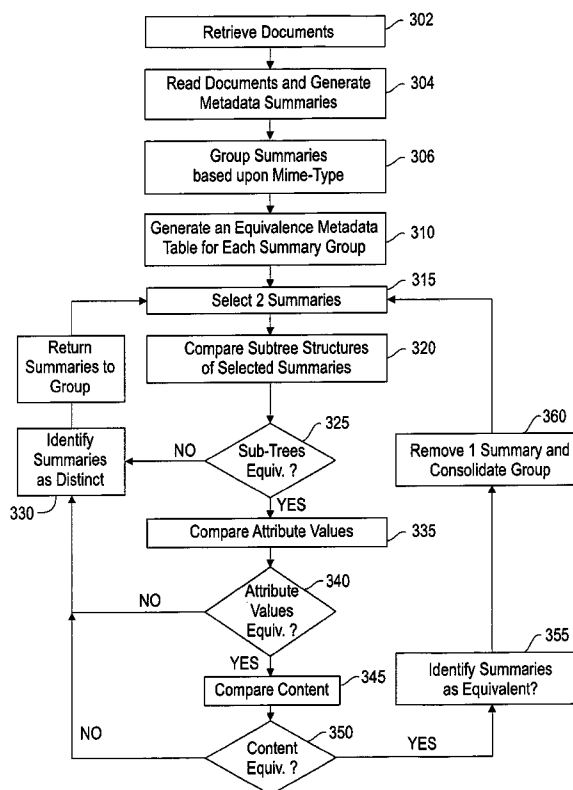 Retrieve Documents
302
Read Documents and Generate
Metadata Summaries
304
Group Summaries
based upon Mime-Type
306
Generate an Equivalence Metadata
Table for Each Summary Group
310
315
Select 2 Summaries
Return
Summaries to
Group
Compare Subtree Structures
of Selected Summaries
320
325
Sub-Trees
Equiv. ?
NO
YES
Identify
Summaries
as Distinct
330
360
Remove 1 Summary and
Consolidate Group
Compare Attribute Values
335
340
Attribute
Values
Equiv. ?
NO
YES
345
Compare Content
355
Identify Summaries
as Equivalent?
350
Content
Equiv. ?
NO
YES